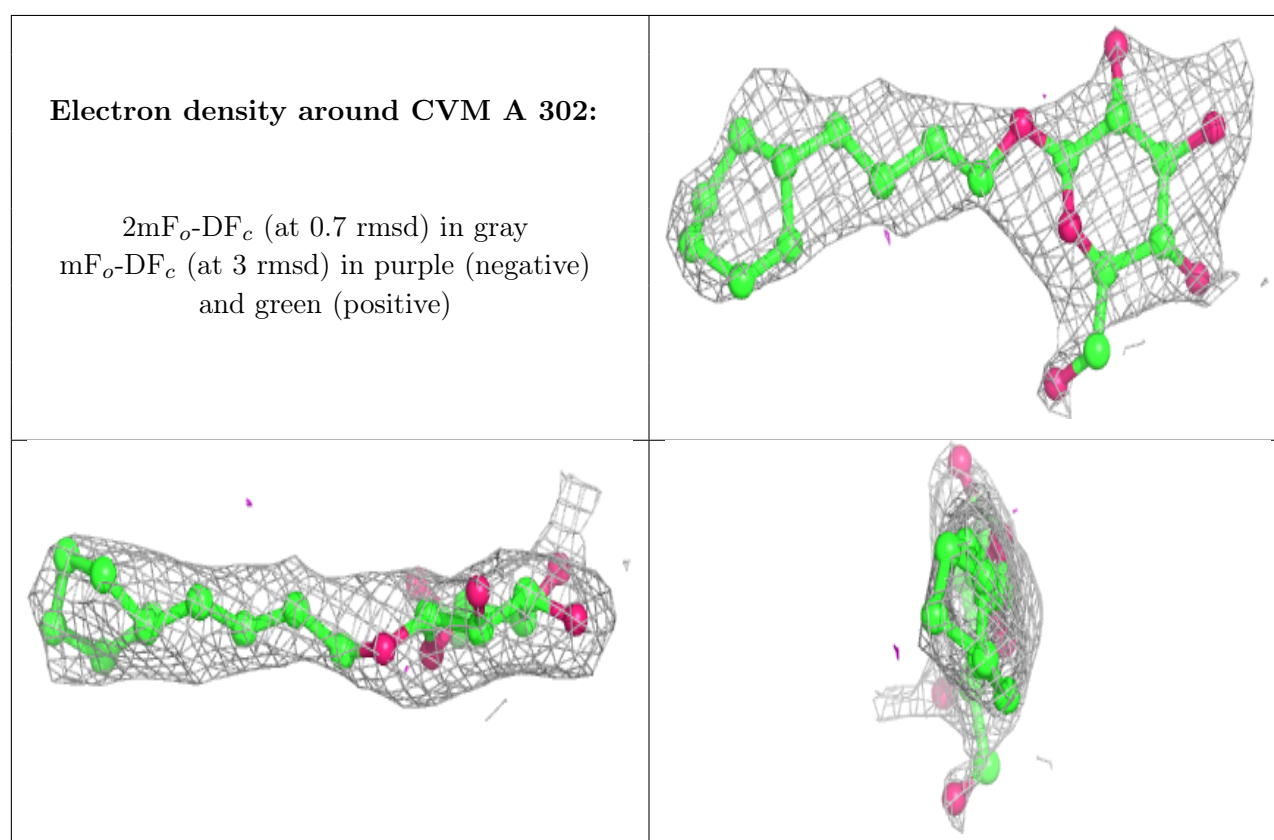 Electron density around CVM A 302:
2mFo-DFc (at 0.7 rmsd) in gray
mFo-DFc (at 3 rmsd) in purple (negative)
and green (positive)